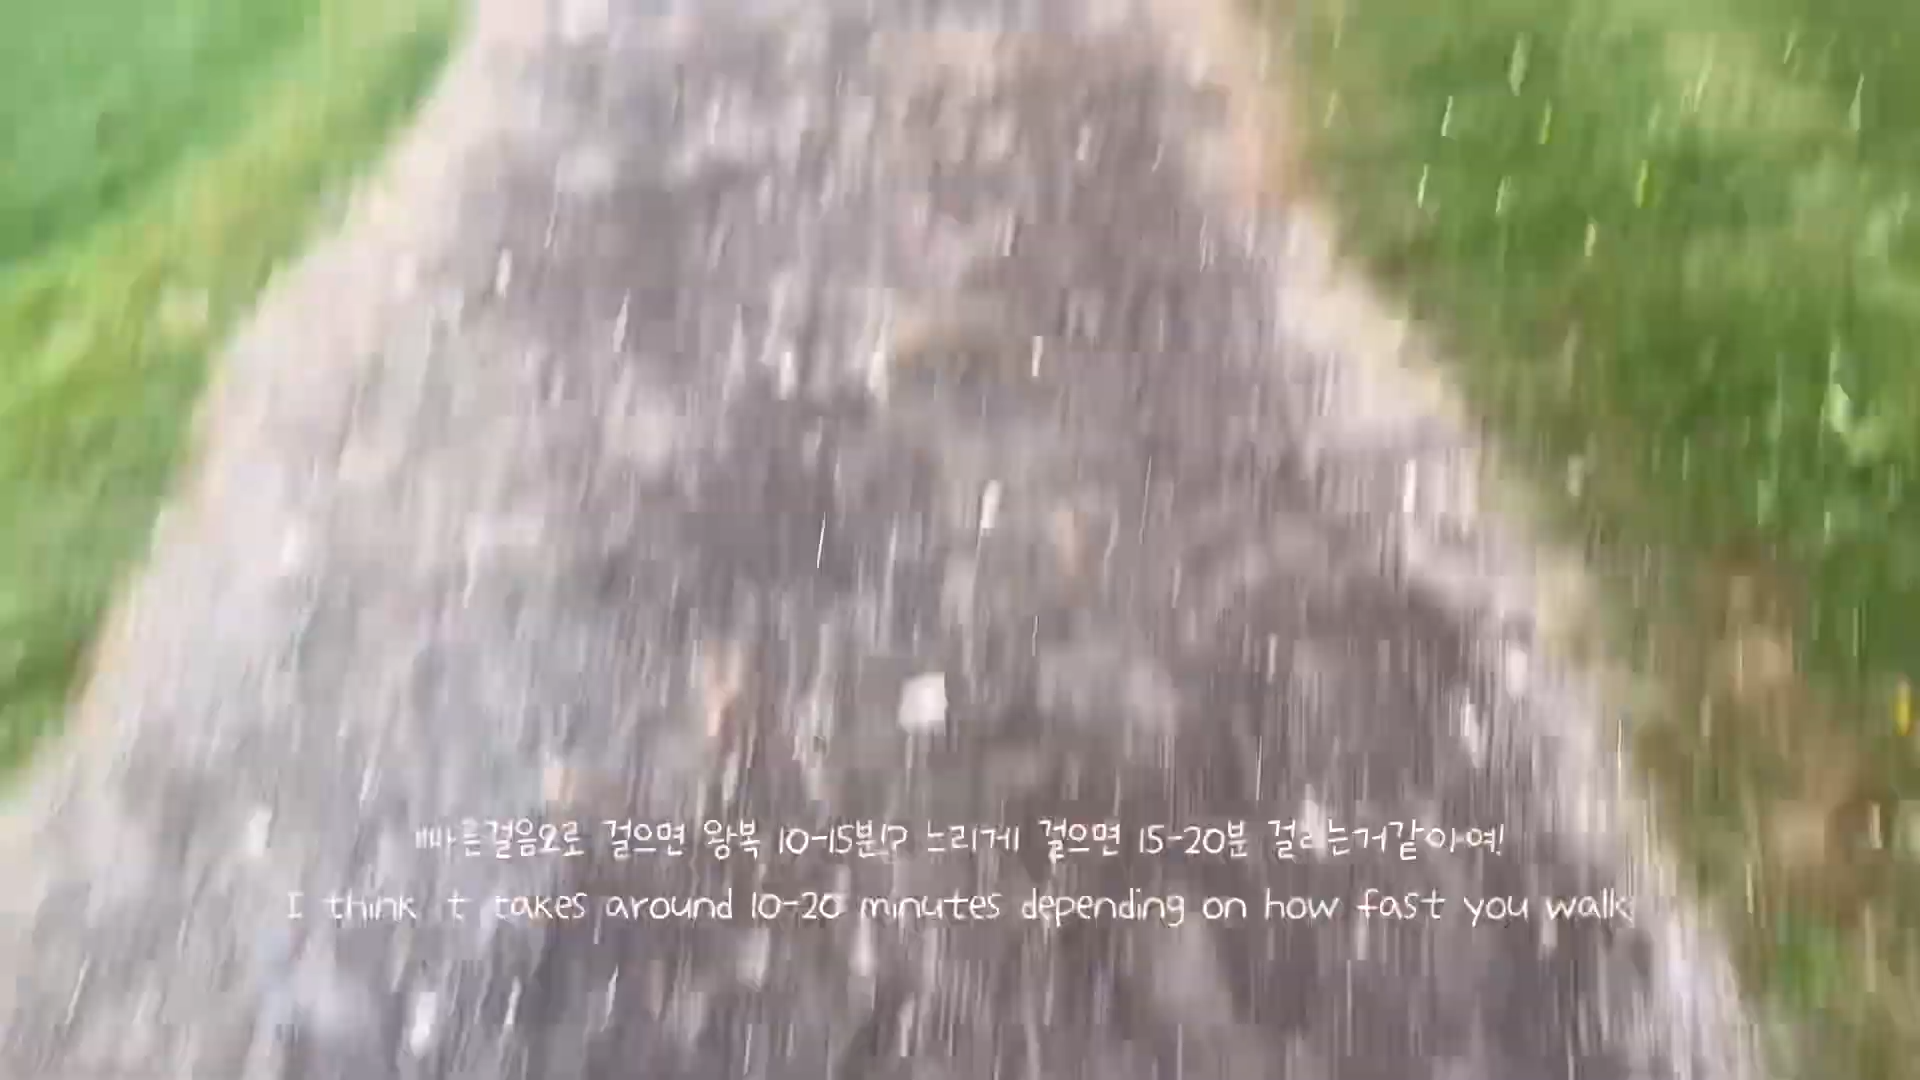 빠른걸음으로 걸으면 왕복 10-15분!? 느리게 걸으면 15-20분 걸리는거같아여!
I think it takes around 10-20 minutes depending on how fast you walk